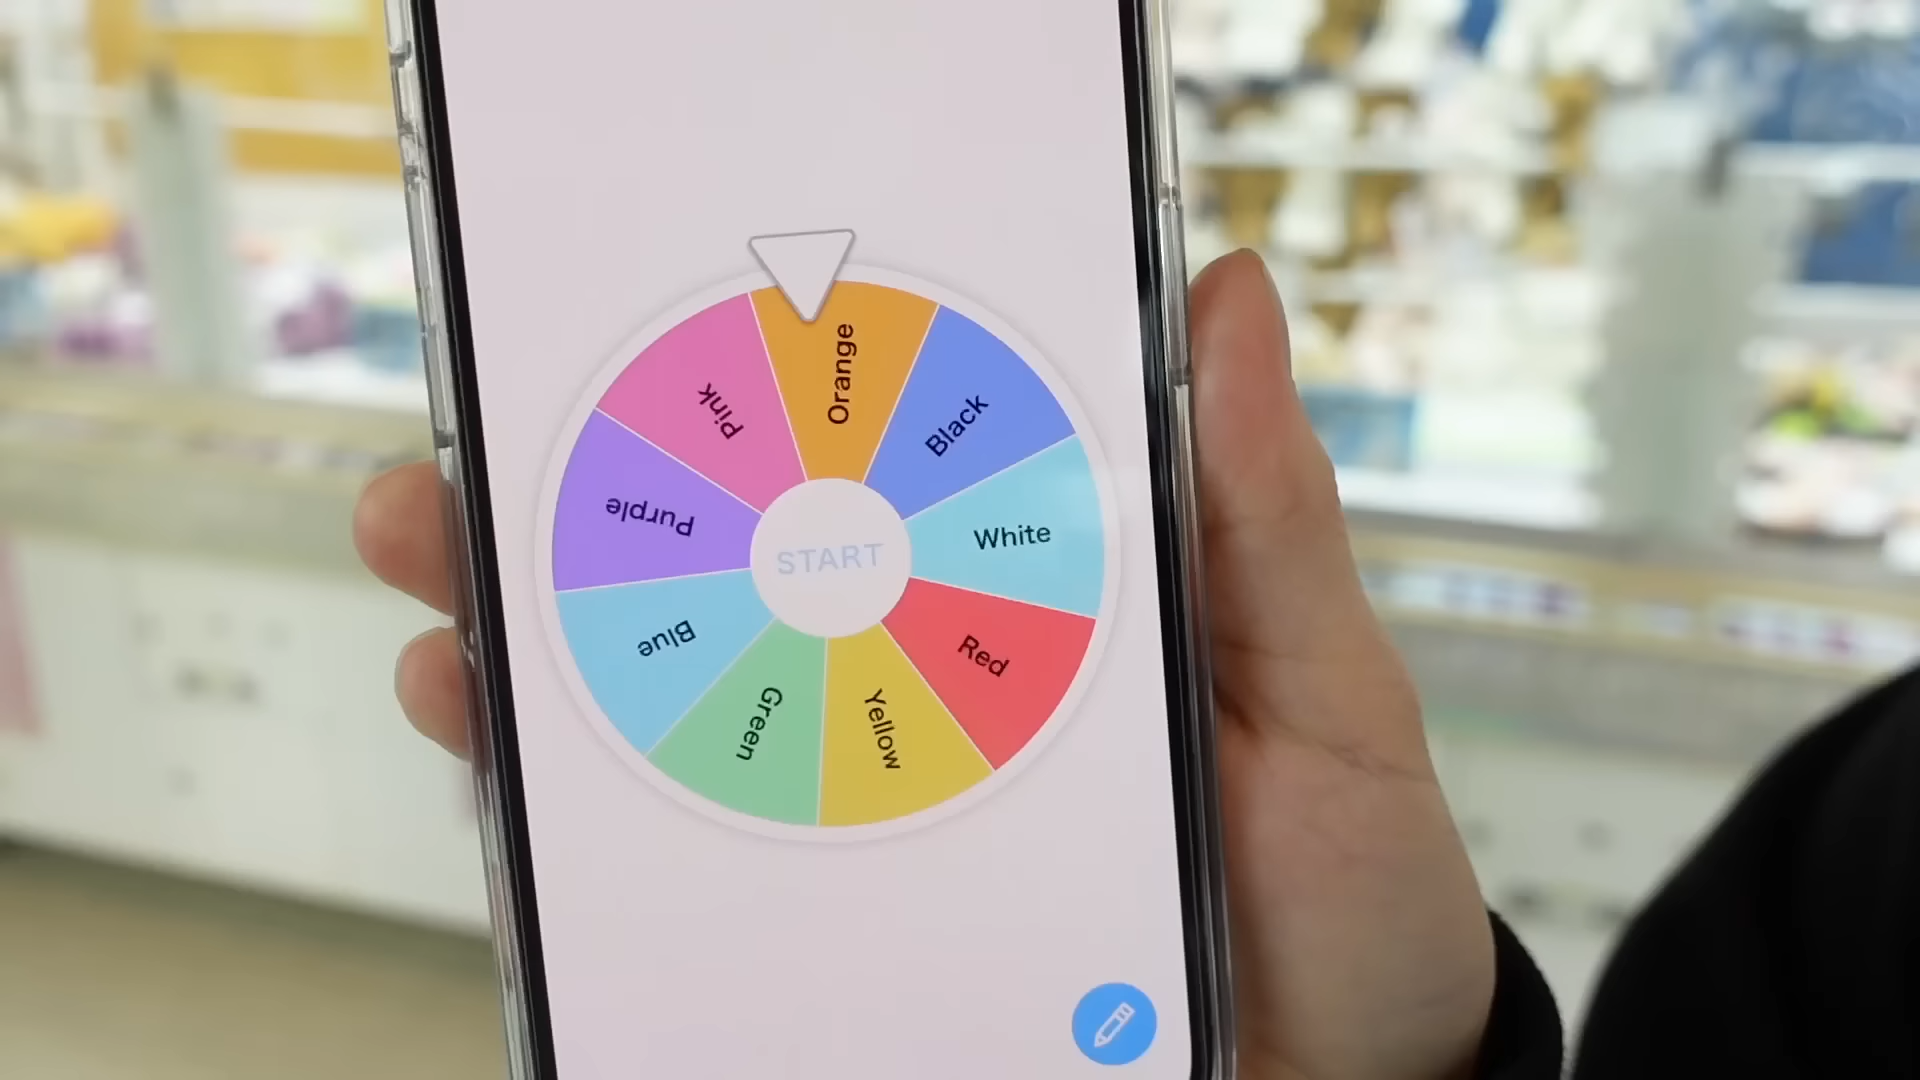 Orange
Black
White
Red
Yellow
Green
Blue
Purple
Pink
START